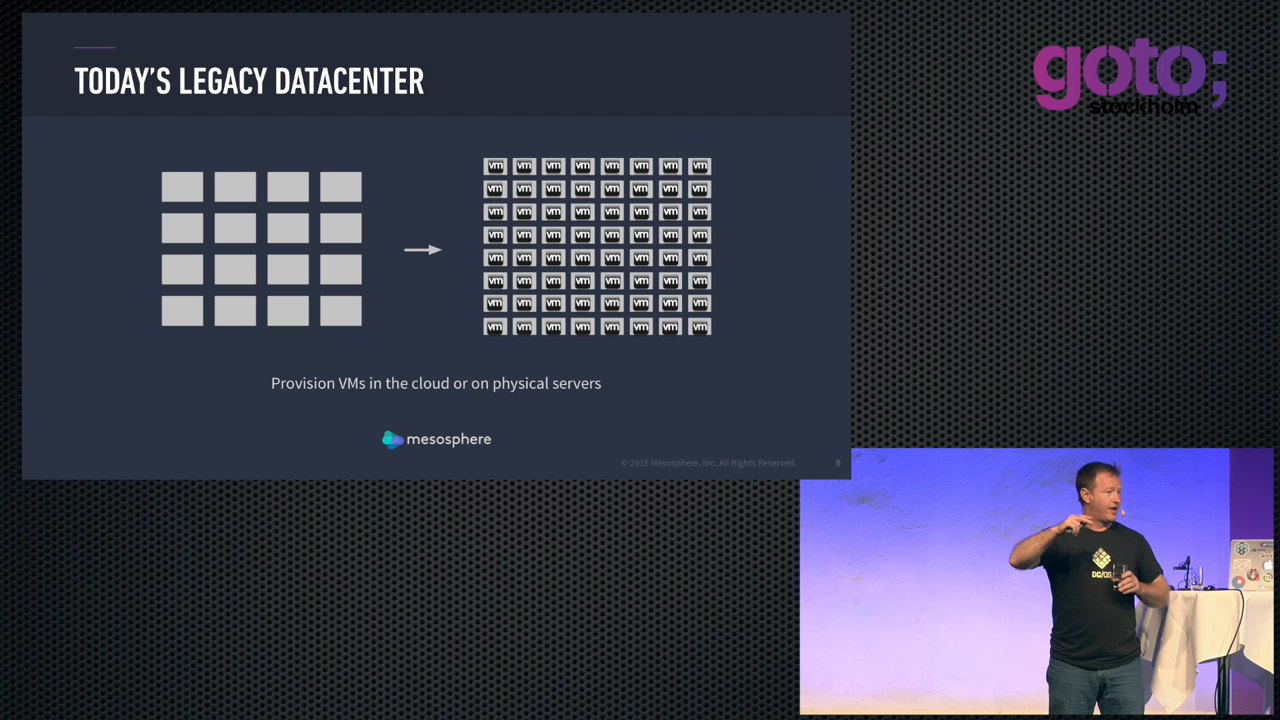 TODAY'S LEGACY DATACENTER
goto;
stockholm
vm vm vm vm vm vm vm vm
vm vm vm vm vm vm vm vm
vm vm vm vm vm vm vm vm
vm vm vm vm vm vm vm vm
vm vm vm vm vm vm vm vm
vm vm vm vm vm vm vm vm
vm vm vm vm vm vm vm vm
vm vm vm vm vm vm vm vm
Provision VMs in the cloud or on physical servers
mesosphere
© 2015 Mesosphere, Inc. All Rights Reserved. 9
DC/OS